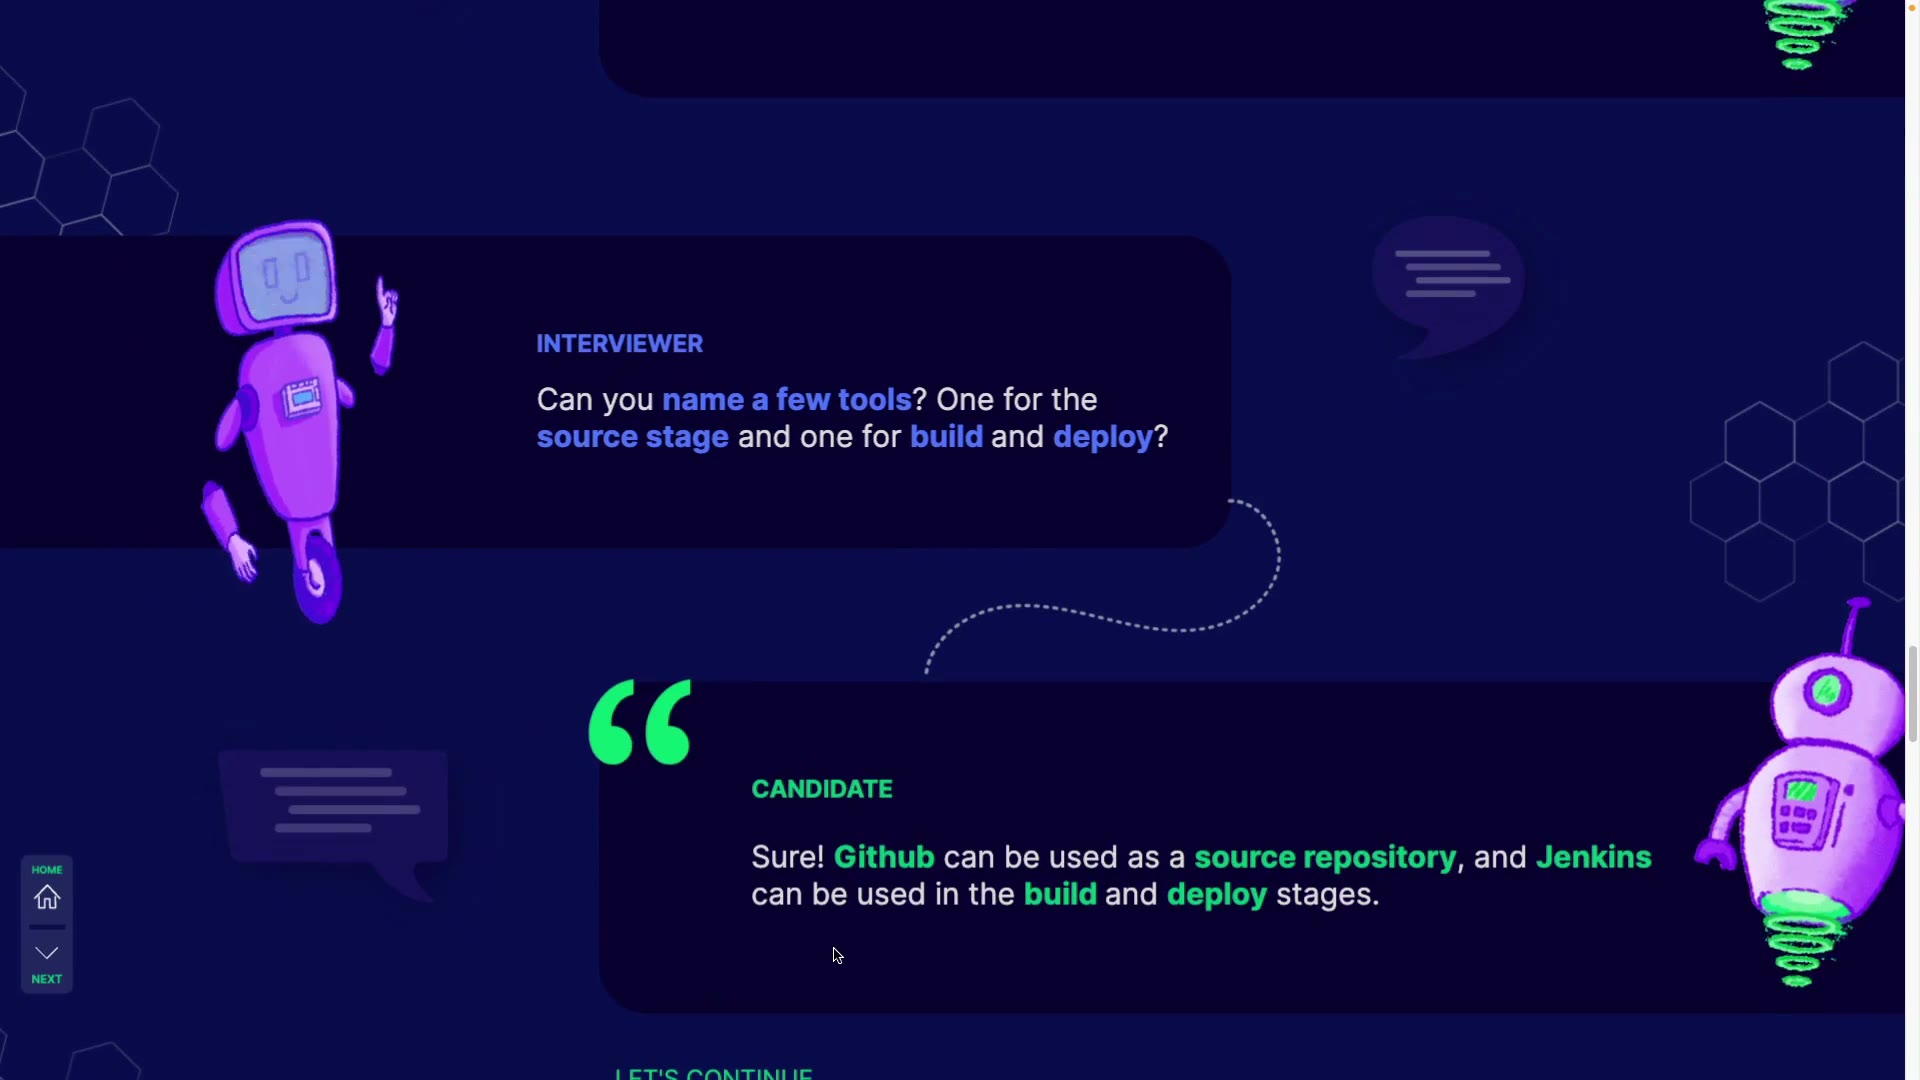 INTERVIEWER
Can you name a few tools? One for the
source stage and one for build and deploy?
CANDIDATE
Sure! Github can be used as a source repository, and Jenkins
can be used in the build and deploy stages.
HOME
NEXT
LET'S CONTINUE